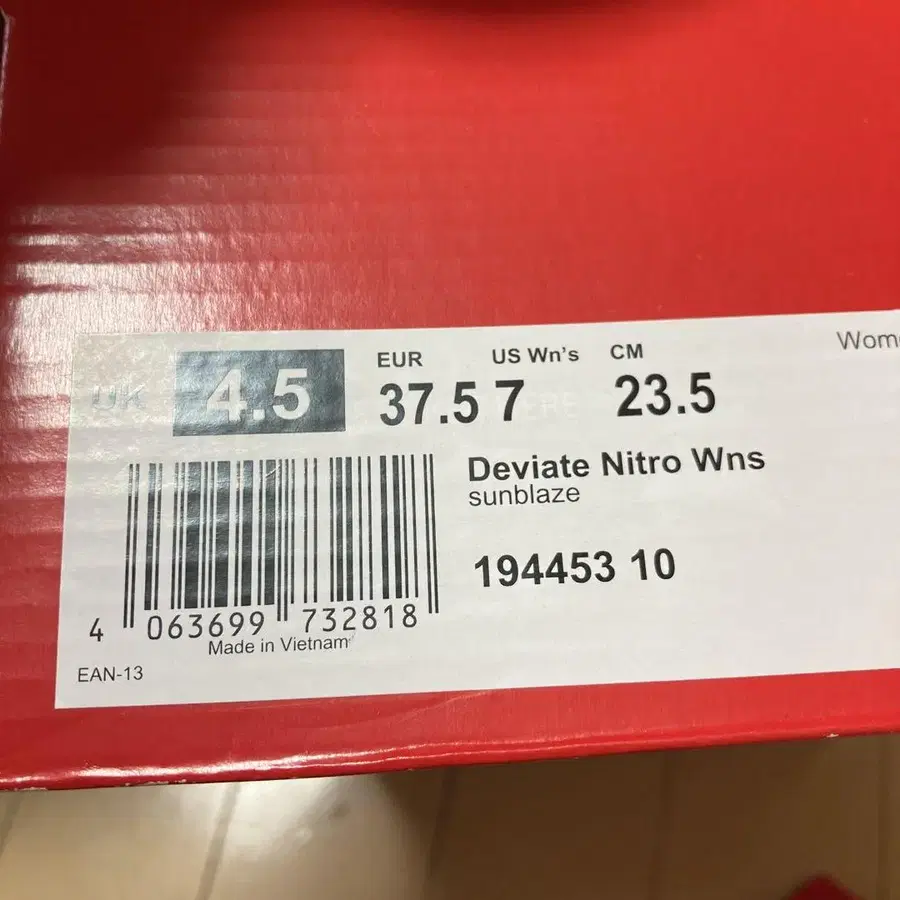 Wome
UK 4.5 EUR 37.5 US Wn's 7 CM 23.5
Deviate Nitro Wns
sunblaze
194453 10
4 063699 732818
Made in Vietnam
EAN-13